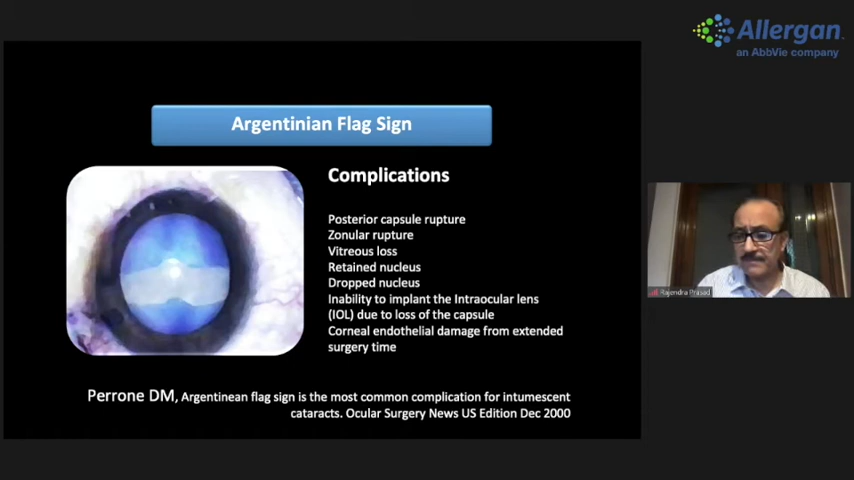 Allergan
an AbbVie company
Argentinian Flag Sign
Complications
Posterior capsule rupture
Zonular rupture
Vitreous loss
Retained nucleus
Dropped nucleus
Inability to implant the Intraocular lens
(IOL) due to loss of the capsule
Corneal endothelial damage from extended
surgery time
Rajendra Prasad
Perrone DM, Argentinean flag sign is the most common complication for intumescent
cataracts. Ocular Surgery News US Edition Dec 2000